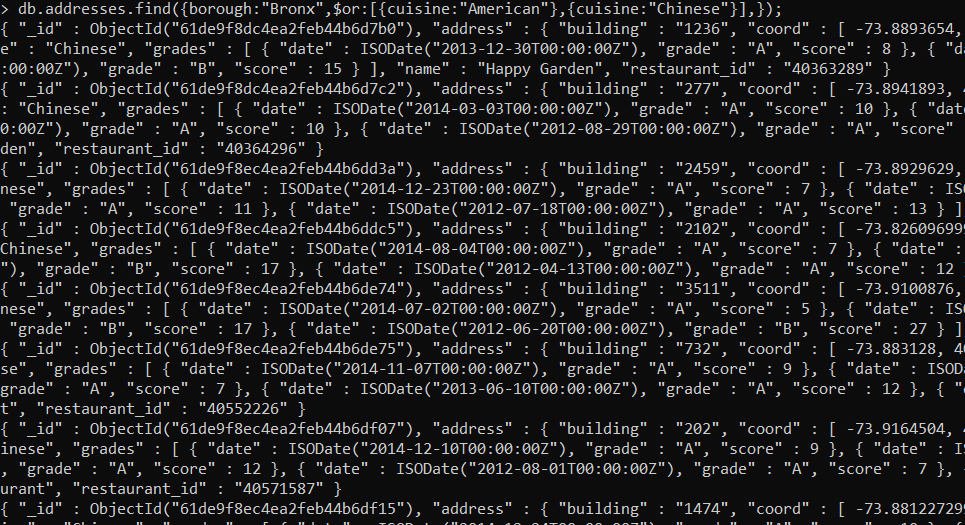 > db.addresses.find({borough:"Bronx",$or:[{cuisine:"American"},{cuisine:"Chinese"}],});
{ "_id" : ObjectId("61de9f8dc4ea2feb44b6d7b0"), "address" : { "building" : "1236", "coord" : [ -73.8893654,
e" : "Chinese", "grades" : [ { "date" : ISODate("2013-12-30T00:00:00Z"), "grade" : "A", "score" : 8 }, { "da
:00:00Z"), "grade" : "B", "score" : 15 } ], "name" : "Happy Garden", "restaurant_id" : "40363289" }
{ "_id" : ObjectId("61de9f8ec4ea2feb44b6d7c2"), "address" : { "building" : "277", "coord" : [ -73.8941893, 4
: "Chinese", "grades" : [ { "date" : ISODate("2014-03-03T00:00:00Z"), "grade" : "A", "score" : 10 }, { "date
0:00Z"), "grade" : "A", "score" : 10 }, { "date" : ISODate("2012-08-29T00:00:00Z"), "grade" : "A", "score"
den", "restaurant_id" : "40364296" }
{ "_id" : ObjectId("61de9f8ec4ea2feb44b6dd3a"), "address" : { "building" : "2459", "coord" : [ -73.8929629,
nese", "grades" : [ { "date" : ISODate("2014-12-23T00:00:00Z"), "grade" : "A", "score" : 7 }, { "date" : ISO
"grade" : "A", "score" : 11 }, { "date" : ISODate("2012-07-18T00:00:00Z"), "grade" : "A", "score" : 13 } ]
{ "_id" : ObjectId("61de9f8ec4ea2feb44b6ddc5"), "address" : { "building" : "2102", "coord" : [ -73.82609699
Chinese", "grades" : [ { "date" : ISODate("2014-08-04T00:00:00Z"), "grade" : "A", "score" : 7 }, { "date" :
"), "grade" : "B", "score" : 17 }, { "date" : ISODate("2012-04-13T00:00:00Z"), "grade" : "A", "score" : 12
{ "_id" : ObjectId("61de9f8ec4ea2feb44b6de74"), "address" : { "building" : "3511", "coord" : [ -73.9100876,
nese", "grades" : [ { "date" : ISODate("2014-07-02T00:00:00Z"), "grade" : "A", "score" : 5 }, { "date" : ISO
"grade" : "B", "score" : 17 }, { "date" : ISODate("2012-06-20T00:00:00Z"), "grade" : "B", "score" : 27 } ]
{ "_id" : ObjectId("61de9f8ec4ea2feb44b6de75"), "address" : { "building" : "732", "coord" : [ -73.883128, 40
se", "grades" : [ { "date" : ISODate("2014-11-07T00:00:00Z"), "grade" : "A", "score" : 9 }, { "date" : ISODa
grade" : "A", "score" : 7 }, { "date" : ISODate("2013-06-10T00:00:00Z"), "grade" : "A", "score" : 12 }, { "
t", "restaurant_id" : "40552226" }
{ "_id" : ObjectId("61de9f8ec4ea2feb44b6df07"), "address" : { "building" : "202", "coord" : [ -73.9164504, 4
inese", "grades" : [ { "date" : ISODate("2014-12-10T00:00:00Z"), "grade" : "A", "score" : 9 }, { "date" : IS
, "grade" : "A", "score" : 12 }, { "date" : ISODate("2012-08-01T00:00:00Z"), "grade" : "A", "score" : 7 },
urant", "restaurant_id" : "40571587" }
{ "_id" : ObjectId("61de9f8ec4ea2feb44b6df15"), "address" : { "building" : "1474", "coord" : [ -73.881227299